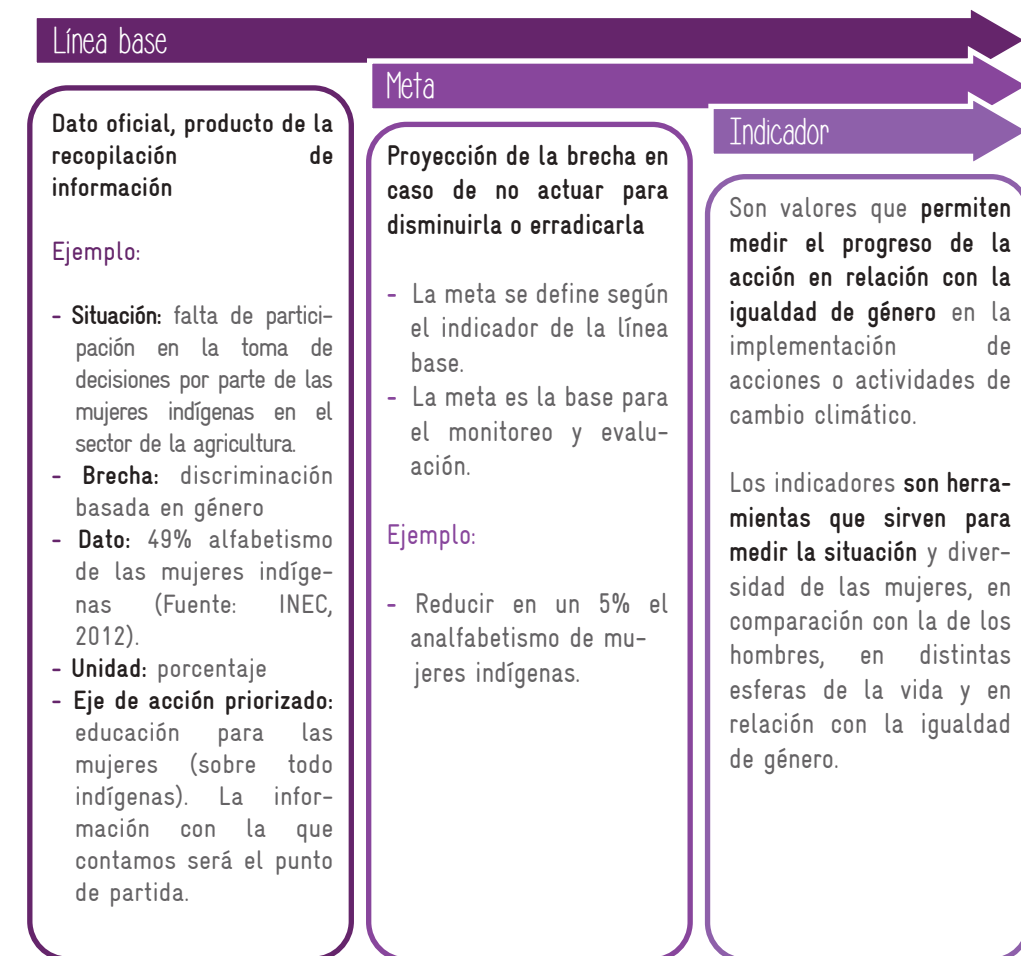 Línea base
Dato oficial, producto de la
recopilación de
información
Ejemplo:
- Situación: falta de partici-
pación en la toma de
decisiones por parte de las
mujeres indígenas en el
sector de la agricultura.
- Brecha: discriminación
basada en género
- Dato: 49% alfabetismo
de las mujeres indíge-
nas (Fuente: INEC,
2012).
- Unidad: porcentaje
- Eje de acción priorizado:
educación para las
mujeres (sobre todo
indígenas). La infor-
mación con la que
contamos será el punto
de partida.
Meta
Proyección de la brecha en
caso de no actuar para
disminuirla o erradicarla
- La meta se define según
el indicador de la línea
base.
- La meta es la base para
el monitoreo y evalu-
ación.
Ejemplo:
- Reducir en un 5% el
analfabetismo de mu-
jeres indígenas.
Indicador
Son valores que permiten
medir el progreso de la
acción en relación con la
igualdad de género en la
implementación de
acciones o actividades de
cambio climático.
Los indicadores son herra-
mientas que sirven para
medir la situación y diver-
sidad de las mujeres, en
comparación con la de los
hombres, en distintas
esferas de la vida y en
relación con la igualdad
de género.